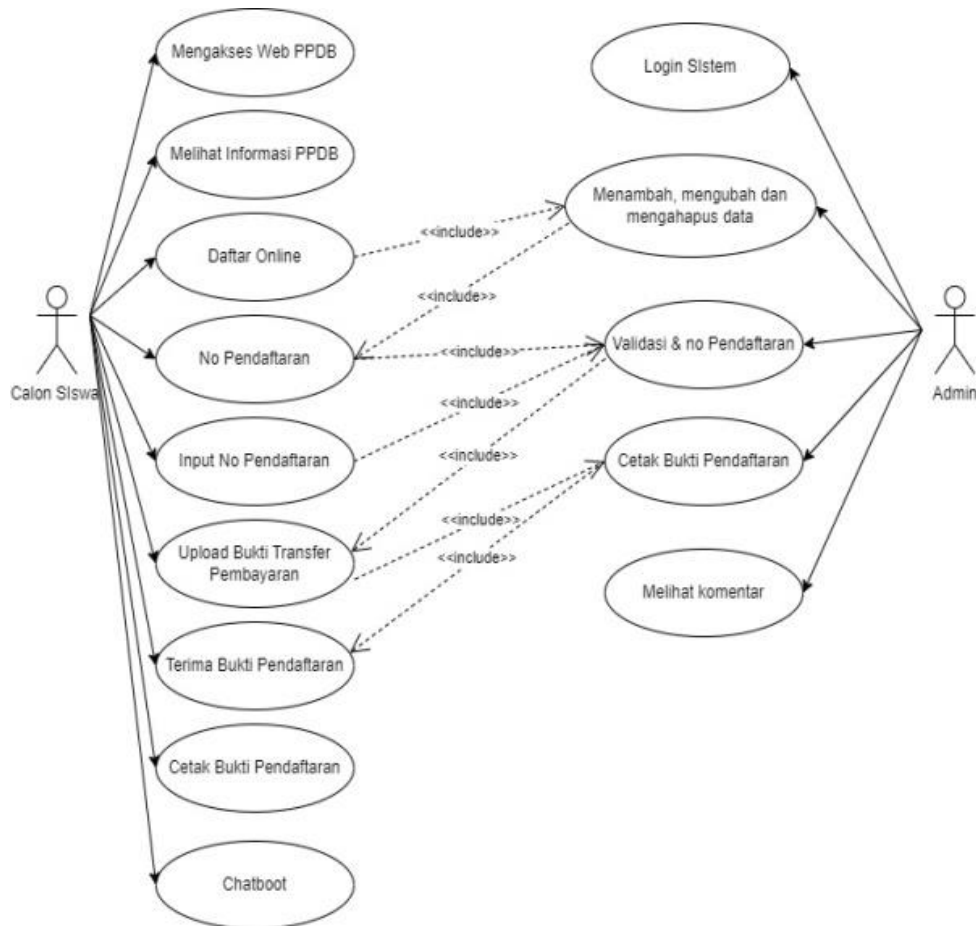 Mengakses Web PPDB
Login SIstem
Melihat Informasi PPDB
Menambah, mengubah dan
mengahapus data
<<include>>
Daftar Online
<<include>>
No Pendaftaran
<<include>>
Validasi & no Pendaftaran
Calon SIswa
Admin
<<include>>
Input No Pendaftaran
<<include>>
Cetak Bukti Pendaftaran
<<include>>
Upload Bukti Transfer
Pembayaran
<<include>>
Melihat komentar
Terima Bukti Pendaftaran
Cetak Bukti Pendaftaran
Chatboot